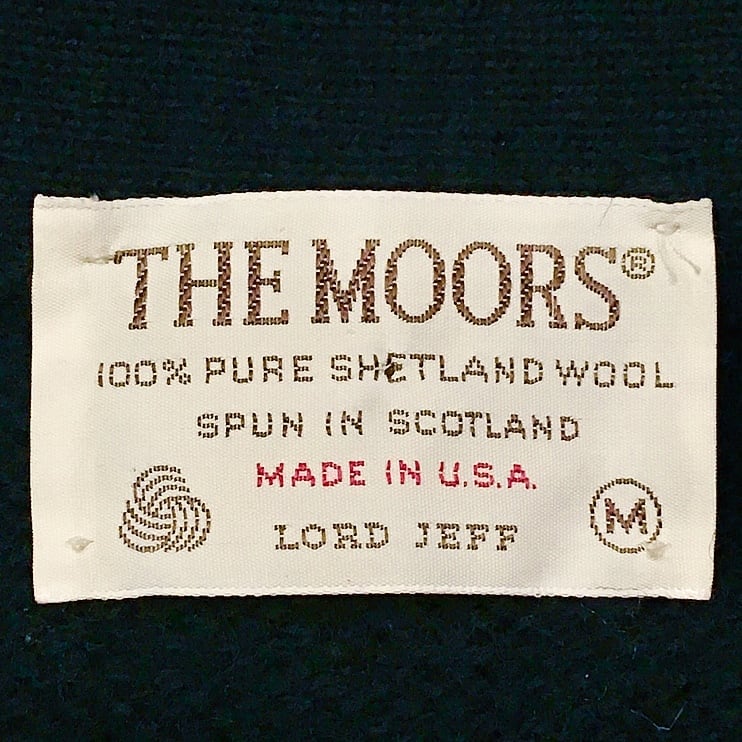 THE MOORS®
100% PURE SHETLAND WOOL
SPUN IN SCOTLAND
MADE IN U.S.A.
LORD JEFF
M